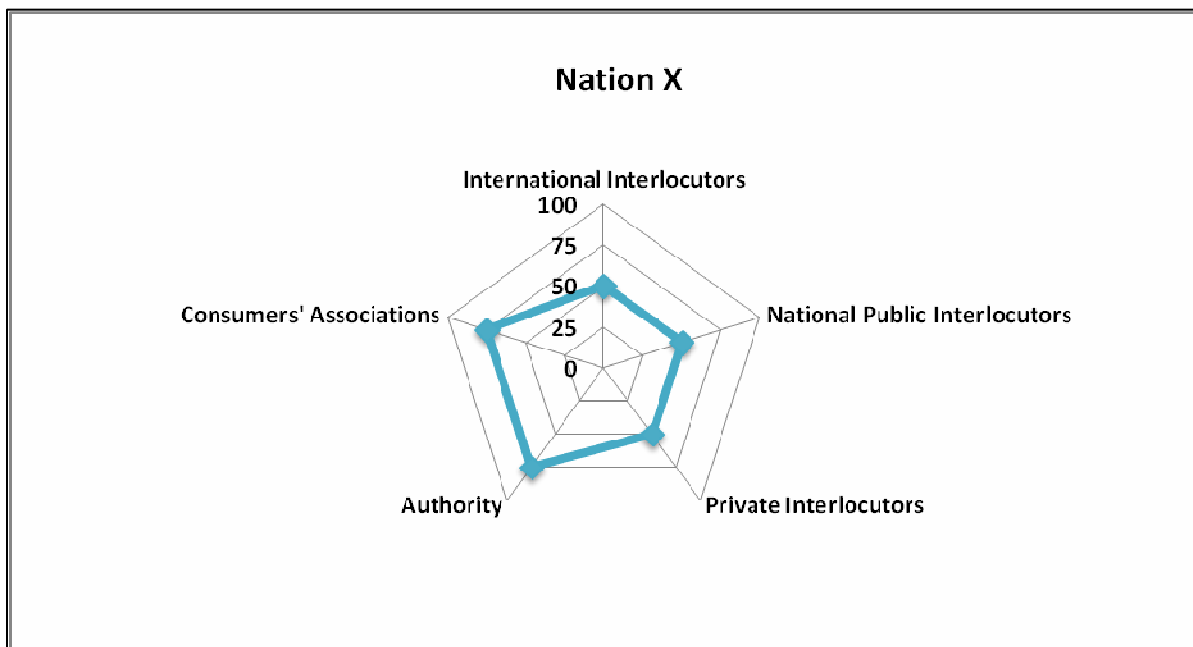 Nation X
International Interlocutors
100
75
50
25
0
Consumers' Associations
National Public Interlocutors
Authority
Private Interlocutors